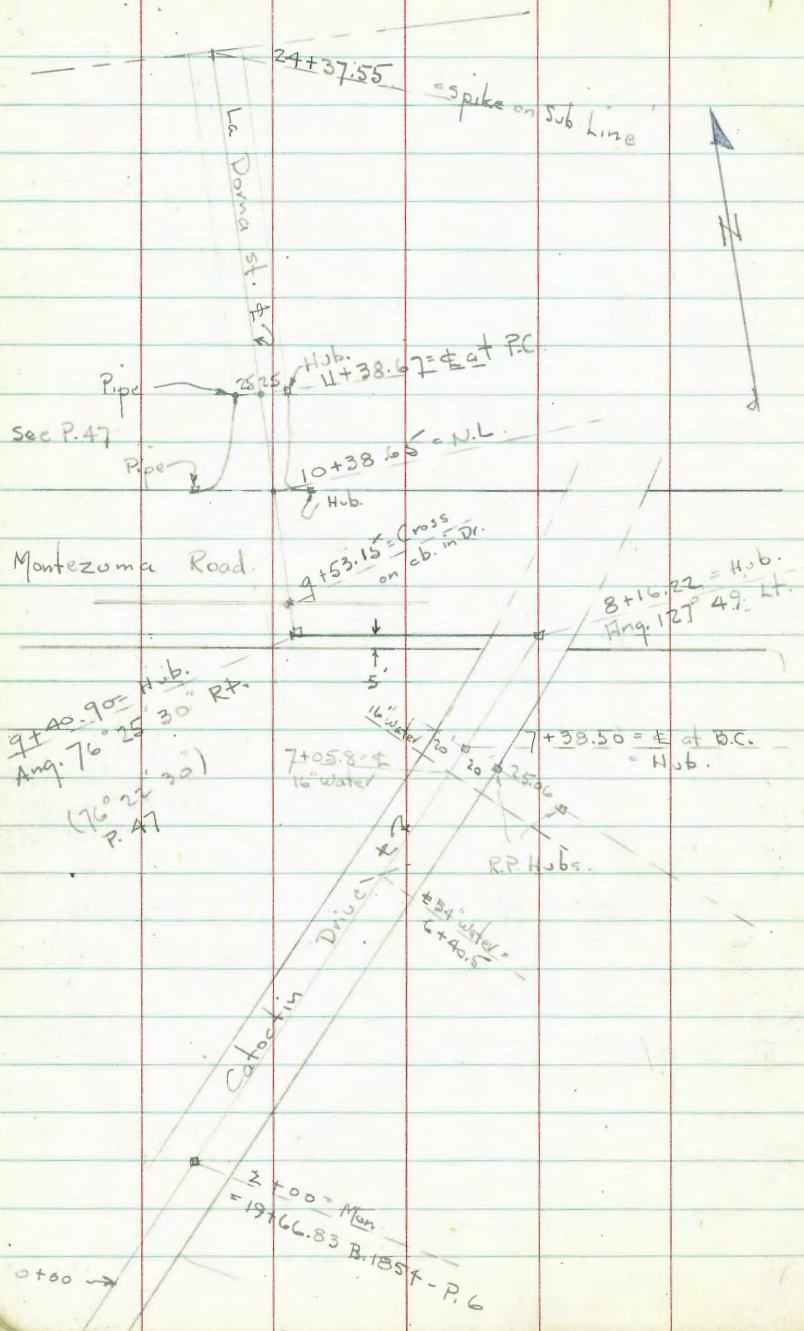 24+37.55
= Spike on Sub Line
La Dorna St. ℄
N
Hub.
11+38.67 = ℄ at P.C.
Pipe
25 25
See P. 47
Pipe
10+38.65 = N.L.
Hub.
Montezuma Road.
9+53.15 = Cross
on cb. in Dr.
8+16.22 = Hub.
Ang. 127° 49' Lt.
5'
9+40.90 = Hub.
Ang. 76° 25' 30" Rt.
(76° 22' 30")
P. 47
16" Water
7+05.8 = ℄
16" Water
20'
20
25.06
7+38.50 = ℄ at B.C.
= Hub.
R.P. Hubs.
℄ 54" Water =
6+40.5
Catoctin Drive ℄
2+00 = Mon
= 19+66.83 B.1854 - P. 6
0+00